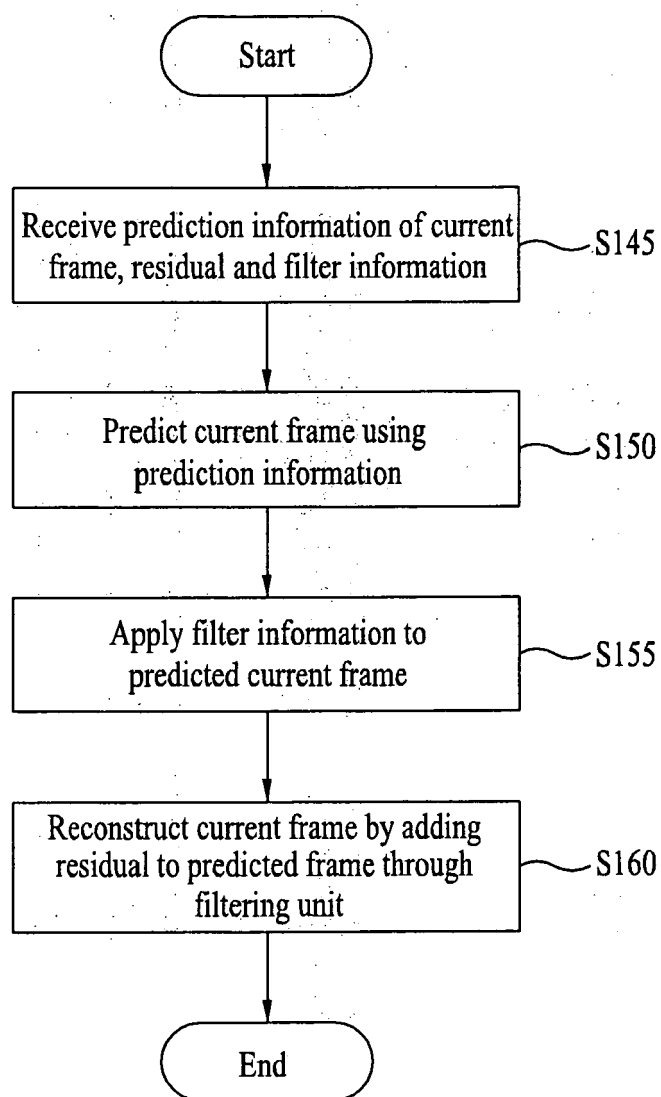 Start
Receive prediction information of current
frame, residual and filter information
S145
Predict current frame using
prediction information
S150
Apply filter information to
predicted current frame
S155
Reconstruct current frame by adding
residual to predicted frame through
filtering unit
S160
End